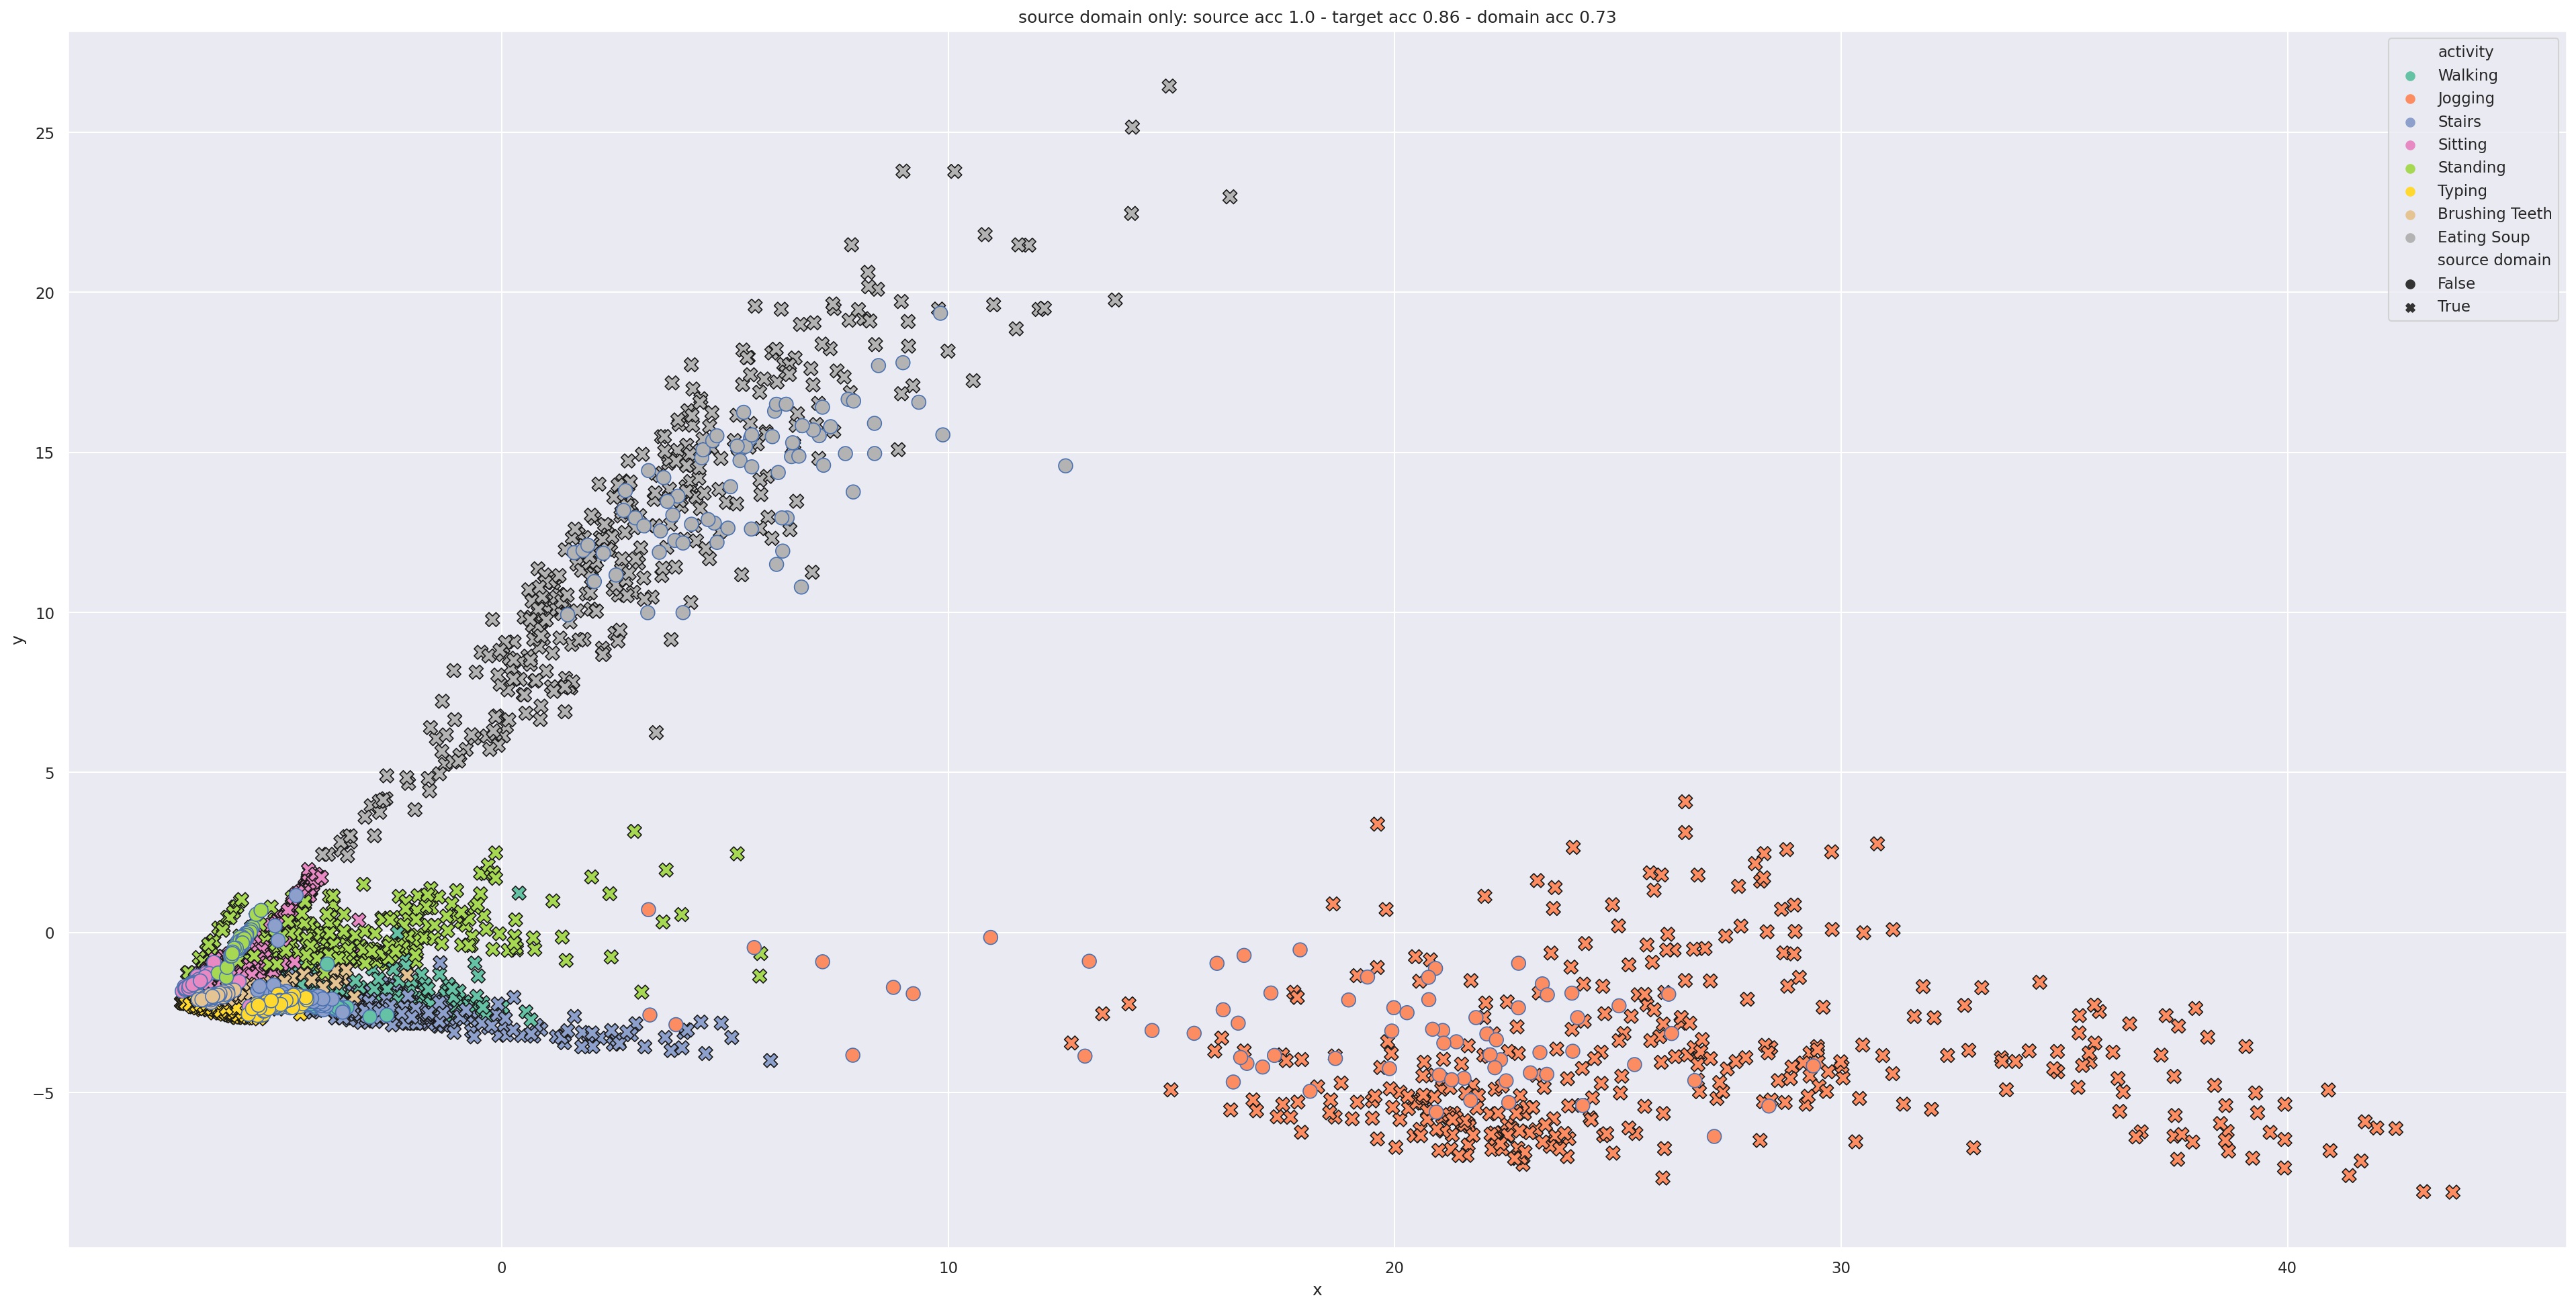 source domain only: source acc 1.0 - target acc 0.86 - domain acc 0.73
activity
Walking
Jogging
Stairs
Sitting
Standing
Typing
Brushing Teeth
Eating Soup
source domain
False
True
25
20
15
10
5
0
−5
y
0
10
20
30
40
x